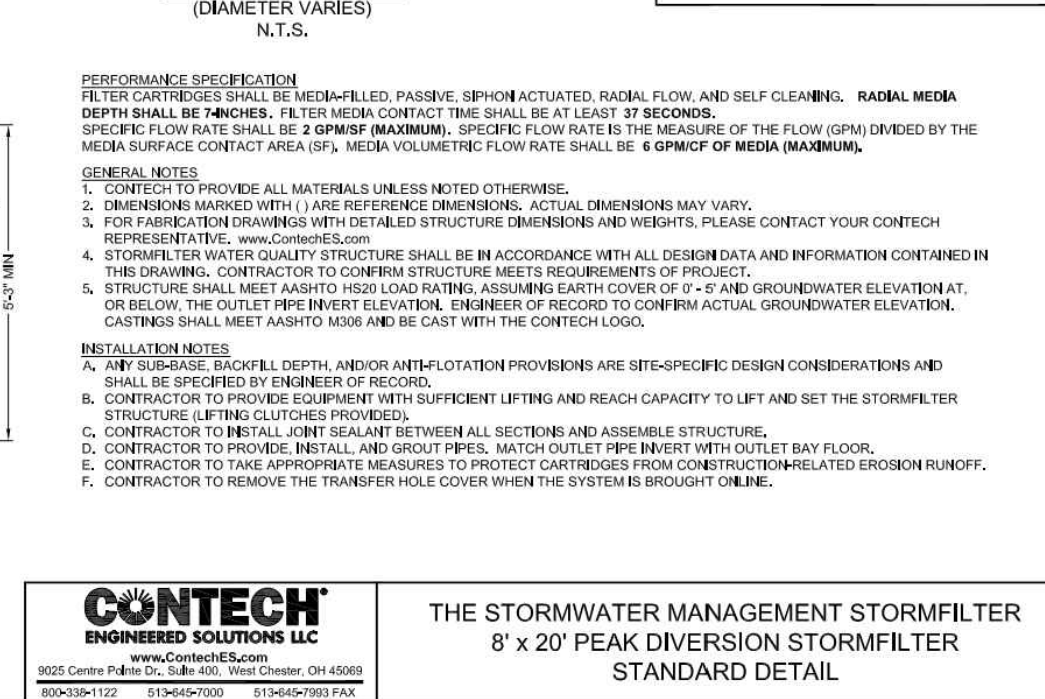 (DIAMETER VARIES)
N.T.S.
PERFORMANCE SPECIFICATION
FILTER CARTRIDGES SHALL BE MEDIA-FILLED, PASSIVE, SIPHON ACTUATED, RADIAL FLOW, AND SELF CLEANING. RADIAL MEDIA
DEPTH SHALL BE 7-INCHES. FILTER MEDIA CONTACT TIME SHALL BE AT LEAST 37 SECONDS.
SPECIFIC FLOW RATE SHALL BE 2 GPM/SF (MAXIMUM). SPECIFIC FLOW RATE IS THE MEASURE OF THE FLOW (GPM) DIVIDED BY THE
MEDIA SURFACE CONTACT AREA (SF). MEDIA VOLUMETRIC FLOW RATE SHALL BE 6 GPM/CF OF MEDIA (MAXIMUM).
GENERAL NOTES
1. CONTECH TO PROVIDE ALL MATERIALS UNLESS NOTED OTHERWISE.
2. DIMENSIONS MARKED WITH ( ) ARE REFERENCE DIMENSIONS. ACTUAL DIMENSIONS MAY VARY.
3. FOR FABRICATION DRAWINGS WITH DETAILED STRUCTURE DIMENSIONS AND WEIGHTS, PLEASE CONTACT YOUR CONTECH
REPRESENTATIVE. www.ContechES.com
4. STORMFILTER WATER QUALITY STRUCTURE SHALL BE IN ACCORDANCE WITH ALL DESIGN DATA AND INFORMATION CONTAINED IN
THIS DRAWING. CONTRACTOR TO CONFIRM STRUCTURE MEETS REQUIREMENTS OF PROJECT.
5. STRUCTURE SHALL MEET AASHTO HS20 LOAD RATING, ASSUMING EARTH COVER OF 0' - 5' AND GROUNDWATER ELEVATION AT,
OR BELOW, THE OUTLET PIPE INVERT ELEVATION. ENGINEER OF RECORD TO CONFIRM ACTUAL GROUNDWATER ELEVATION.
CASTINGS SHALL MEET AASHTO M306 AND BE CAST WITH THE CONTECH LOGO.
5'-3" MIN
INSTALLATION NOTES
A. ANY SUB-BASE, BACKFILL DEPTH, AND/OR ANTI-FLOTATION PROVISIONS ARE SITE-SPECIFIC DESIGN CONSIDERATIONS AND
SHALL BE SPECIFIED BY ENGINEER OF RECORD.
B. CONTRACTOR TO PROVIDE EQUIPMENT WITH SUFFICIENT LIFTING AND REACH CAPACITY TO LIFT AND SET THE STORMFILTER
STRUCTURE (LIFTING CLUTCHES PROVIDED).
C. CONTRACTOR TO INSTALL JOINT SEALANT BETWEEN ALL SECTIONS AND ASSEMBLE STRUCTURE.
D. CONTRACTOR TO PROVIDE, INSTALL, AND GROUT PIPES. MATCH OUTLET PIPE INVERT WITH OUTLET BAY FLOOR.
E. CONTRACTOR TO TAKE APPROPRIATE MEASURES TO PROTECT CARTRIDGES FROM CONSTRUCTION-RELATED EROSION RUNOFF.
F. CONTRACTOR TO REMOVE THE TRANSFER HOLE COVER WHEN THE SYSTEM IS BROUGHT ONLINE.
CONTECH
ENGINEERED SOLUTIONS LLC
www.ContechES.com
9025 Centre Pointe Dr., Suite 400, West Chester, OH 45069
800-338-1122 513-645-7000 513-645-7993 FAX
THE STORMWATER MANAGEMENT STORMFILTER
8' x 20' PEAK DIVERSION STORMFILTER
STANDARD DETAIL